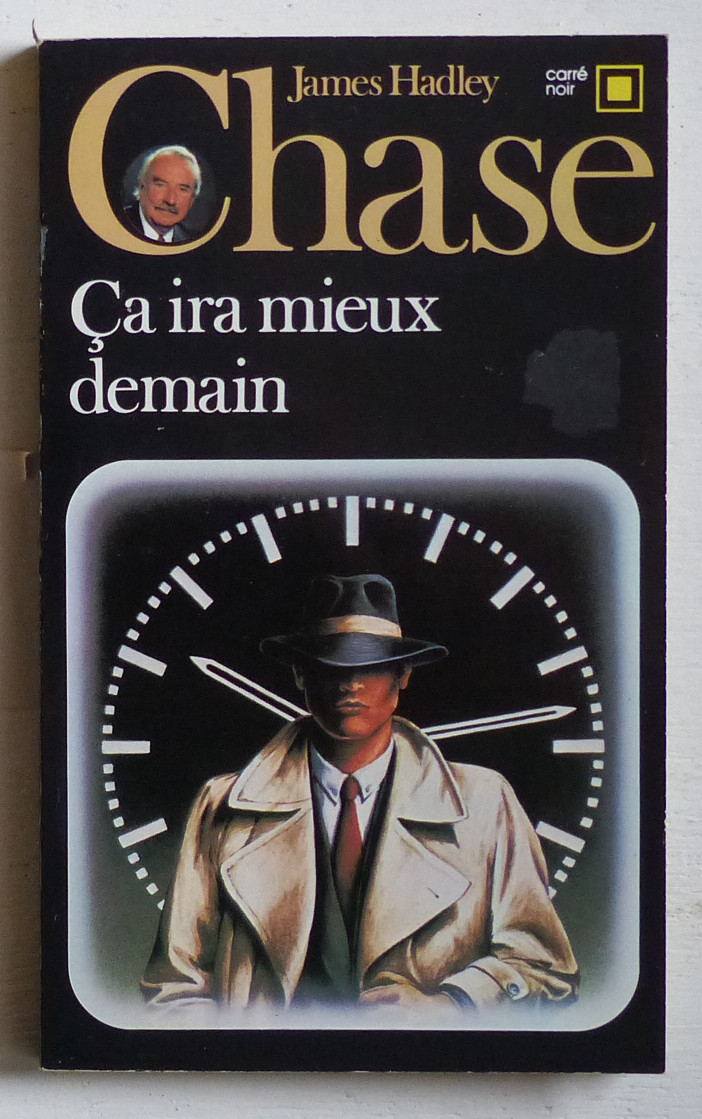 James Hadley
Chase
carré
noir
Ça ira mieux
demain